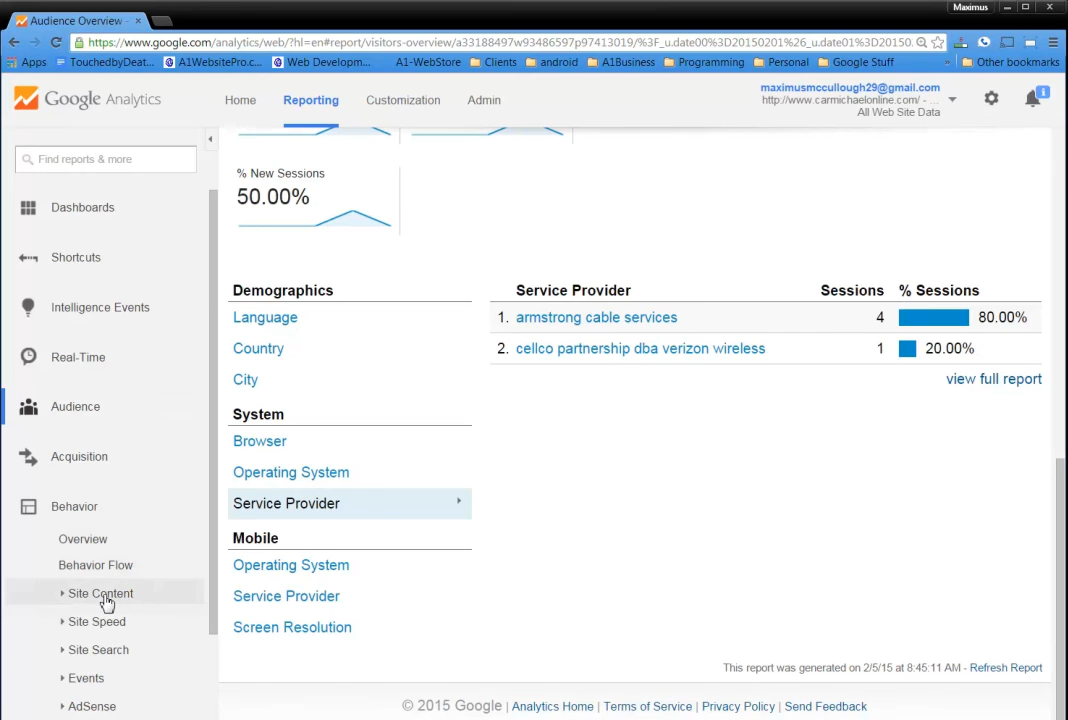 Maximus
Audience Overview -
https://www.google.com/analytics/web/?hl=en#report/visitors-overview/a33188497w93486597p97413019/%3F_u.date00%3D20150201%26_u.date01%3D20150.
Apps TouchedbyDeat... A1WebsitePro.c... Web Developm... A1-WebStore Clients android A1Business Programming Personal Google Stuff » Other bookmarks
Google Analytics Home Reporting Customization Admin
maximusmccullough29@gmail.com
http://www.carmichaelonline.com/ - ...
All Web Site Data
Find reports & more
Dashboards
Shortcuts
Intelligence Events
Real-Time
Audience
Acquisition
Behavior
Overview
Behavior Flow
Site Content
Site Speed
Site Search
Events
AdSense
% New Sessions
50.00%
Demographics
Language
Country
City
System
Browser
Operating System
Service Provider
Mobile
Operating System
Service Provider
Screen Resolution
Service Provider Sessions % Sessions
1. armstrong cable services 4 80.00%
2. cellco partnership dba verizon wireless 1 20.00%
view full report
This report was generated on 2/5/15 at 8:45:11 AM - Refresh Report
© 2015 Google | Analytics Home | Terms of Service | Privacy Policy | Send Feedback